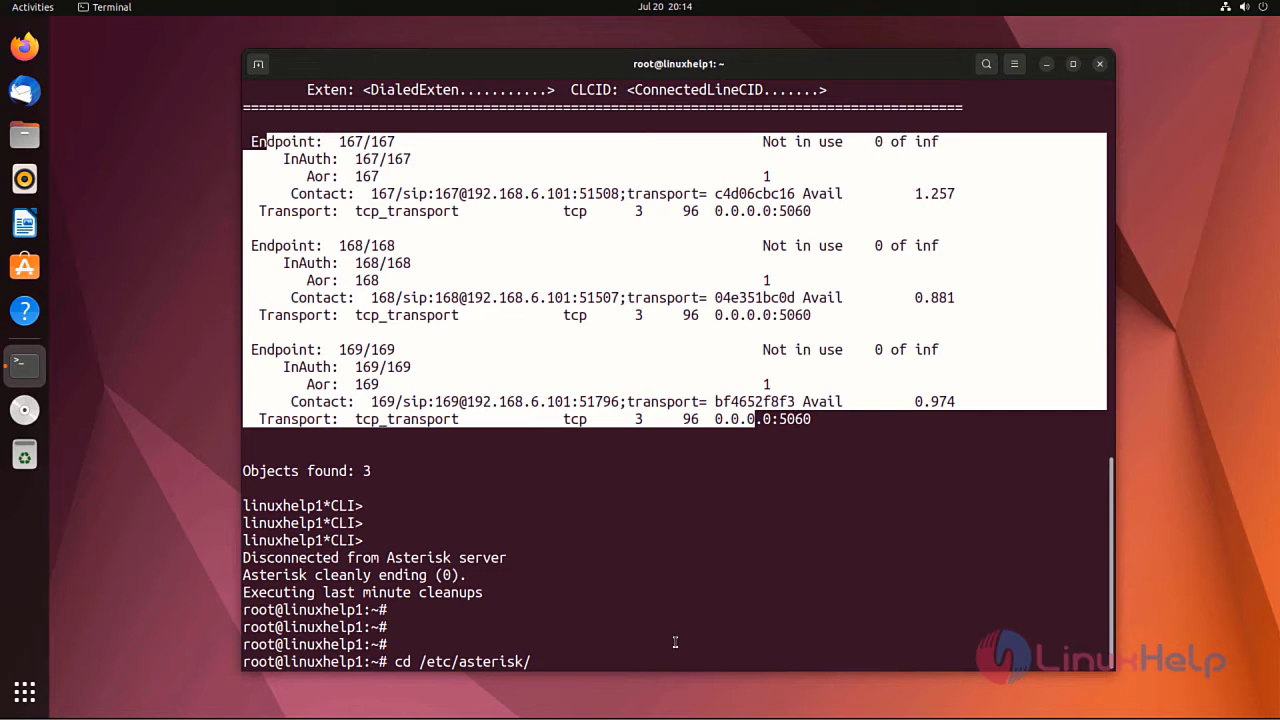 Activities Terminal Jul 20 20:14
root@linuxhelp1: ~
Exten: <DialedExten...........> CLCID: <ConnectedLineCID.......>
==========================================================================================
Endpoint: 167/167 Not in use 0 of inf
InAuth: 167/167
Aor: 167 1
Contact: 167/sip:167@192.168.6.101:51508;transport= c4d06cbc16 Avail 1.257
Transport: tcp_transport tcp 3 96 0.0.0.0:5060
Endpoint: 168/168 Not in use 0 of inf
InAuth: 168/168
Aor: 168 1
Contact: 168/sip:168@192.168.6.101:51507;transport= 04e351bc0d Avail 0.881
Transport: tcp_transport tcp 3 96 0.0.0.0:5060
Endpoint: 169/169 Not in use 0 of inf
InAuth: 169/169
Aor: 169 1
Contact: 169/sip:169@192.168.6.101:51796;transport= bf4652f8f3 Avail 0.974
Transport: tcp_transport tcp 3 96 0.0.0.0:5060
Objects found: 3
linuxhelp1*CLI>
linuxhelp1*CLI>
linuxhelp1*CLI>
Disconnected from Asterisk server
Asterisk cleanly ending (0).
Executing last minute cleanups
root@linuxhelp1:~#
root@linuxhelp1:~#
root@linuxhelp1:~#
root@linuxhelp1:~# cd /etc/asterisk/
LinuxHelp